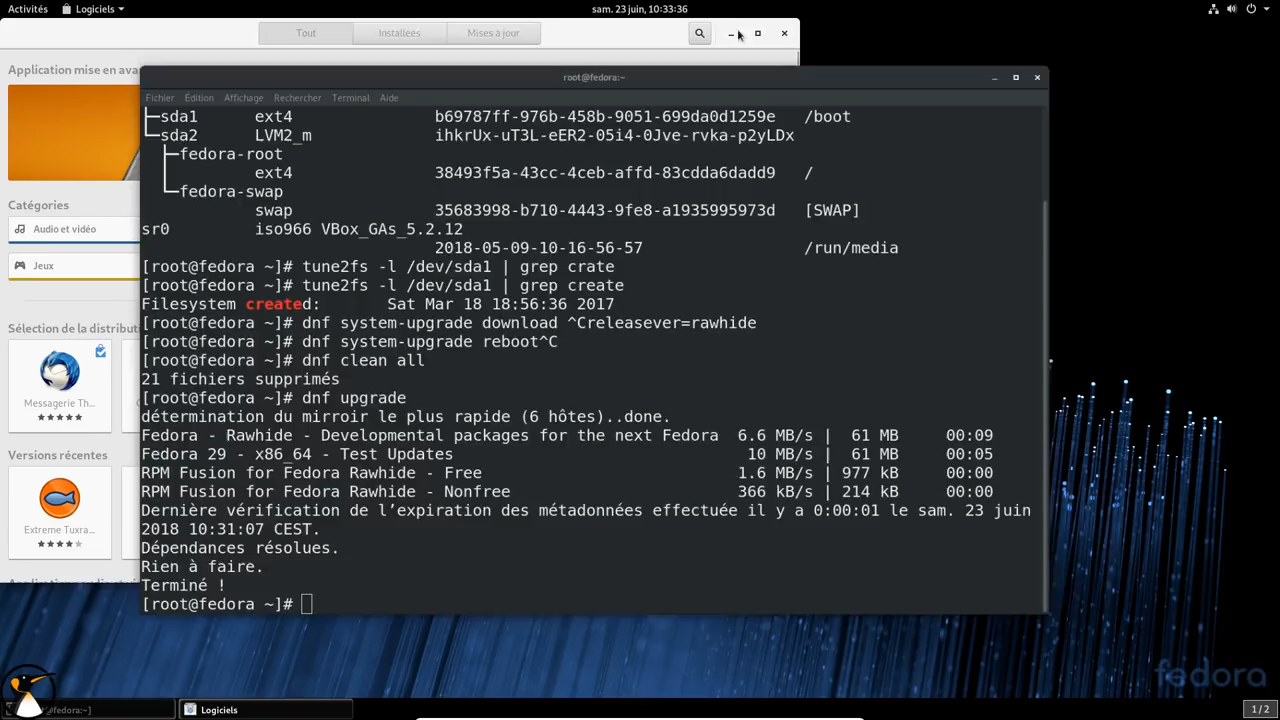 Activités
Logiciels
sam. 23 juin, 10:33:36
Tout
Installées
Mises à jour
Application mise en ava
root@fedora:~
Fichier Édition Affichage Rechercher Terminal Aide
├─sda1 ext4 b69787ff-976b-458b-9051-699da0d1259e /boot
└─sda2 LVM2_m ihkrUx-uT3L-eER2-05i4-0Jve-rvka-p2yLDx
├─fedora-root
ext4 38493f5a-43cc-4ceb-affd-83cdda6dadd9 /
└─fedora-swap
swap 35683998-b710-4443-9fe8-a1935995973d [SWAP]
sr0 iso966 VBox_GAs_5.2.12
2018-05-09-10-16-56-57 /run/media
[root@fedora ~]# tune2fs -l /dev/sda1 | grep crate
[root@fedora ~]# tune2fs -l /dev/sda1 | grep create
Filesystem created: Sat Mar 18 18:56:36 2017
[root@fedora ~]# dnf system-upgrade download ^Creleasever=rawhide
[root@fedora ~]# dnf system-upgrade reboot^C
[root@fedora ~]# dnf clean all
21 fichiers supprimés
[root@fedora ~]# dnf upgrade
détermination du mirroir le plus rapide (6 hôtes)..done.
Fedora - Rawhide - Developmental packages for the next Fedora 6.6 MB/s | 61 MB 00:09
Fedora 29 - x86_64 - Test Updates 10 MB/s | 61 MB 00:05
RPM Fusion for Fedora Rawhide - Free 1.6 MB/s | 977 kB 00:00
RPM Fusion for Fedora Rawhide - Nonfree 366 kB/s | 214 kB 00:00
Dernière vérification de l’expiration des métadonnées effectuée il y a 0:00:01 le sam. 23 juin
2018 10:31:07 CEST.
Dépendances résolues.
Rien à faire.
Terminé !
[root@fedora ~]#
Catégories
Audio et vidéo
Jeux
Sélection de la distribut
Messagerie Th...
Versions récentes
Extreme Tuxra...
fedora
[root@fedora:~]
Logiciels
1 / 2